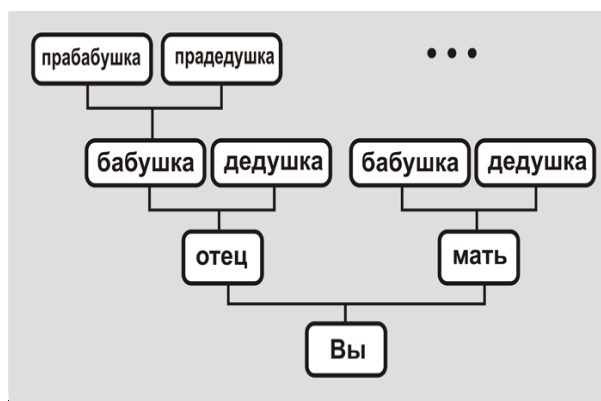 прабабушка прадедушка • • •
бабушка дедушка бабушка дедушка
отец мать
Вы